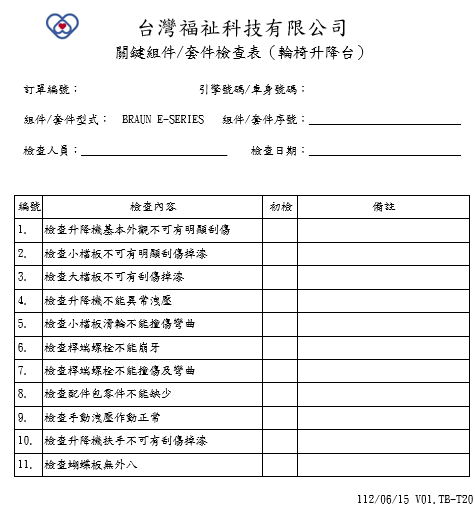 台灣福祉科技有限公司
關鍵組件/套件檢查表（輪椅升降台）
訂單編號： 引擎號碼/車身號碼：
組件/套件型式： BRAUN E-SERIES 組件/套件序號：
檢查人員： 檢查日期：
編號 檢查內容 初檢 備註
1. 檢查升降機基本外觀不可有明顯刮傷
2. 檢查小檔板不可有明顯刮傷掉漆
3. 檢查大檔板不可有刮傷掉漆
4. 檢查升降機不能異常洩壓
5. 檢查小檔板滑輪不能撞傷彎曲
6. 檢查桿端螺栓不能崩牙
7. 檢查桿端螺栓不能撞傷及彎曲
8. 檢查配件包零件不能缺少
9. 檢查手動洩壓作動正常
10. 檢查升降機扶手不可有刮傷掉漆
11. 檢查蝴蝶板無外八
112/06/15 V01.TB-T20